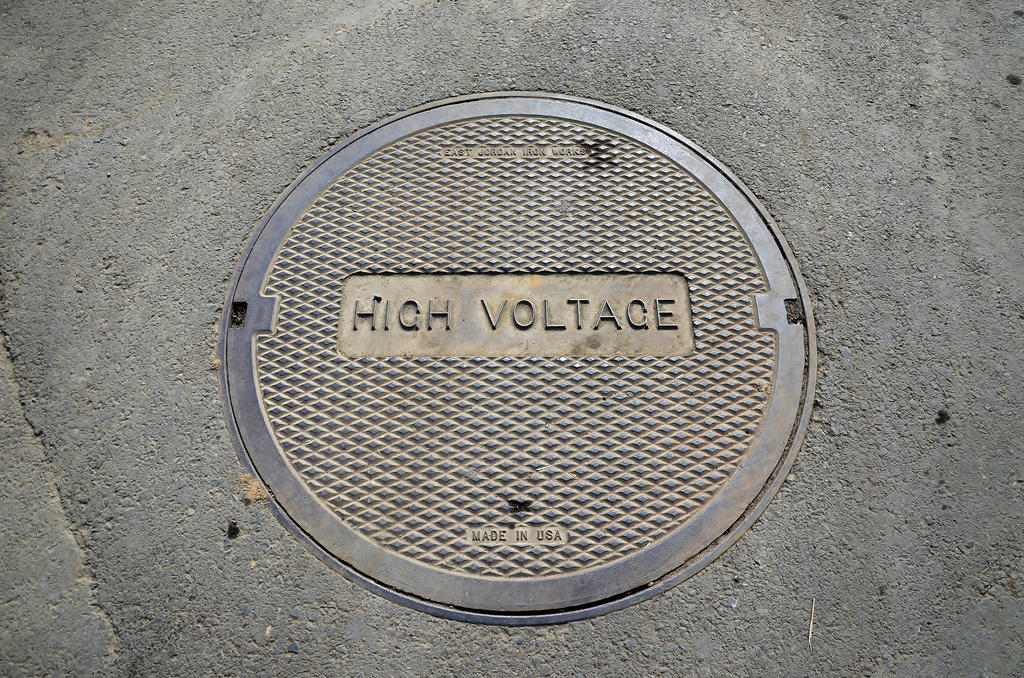 EAST JORDAN IRON WORKS
HIGH VOLTAGE
MADE IN USA